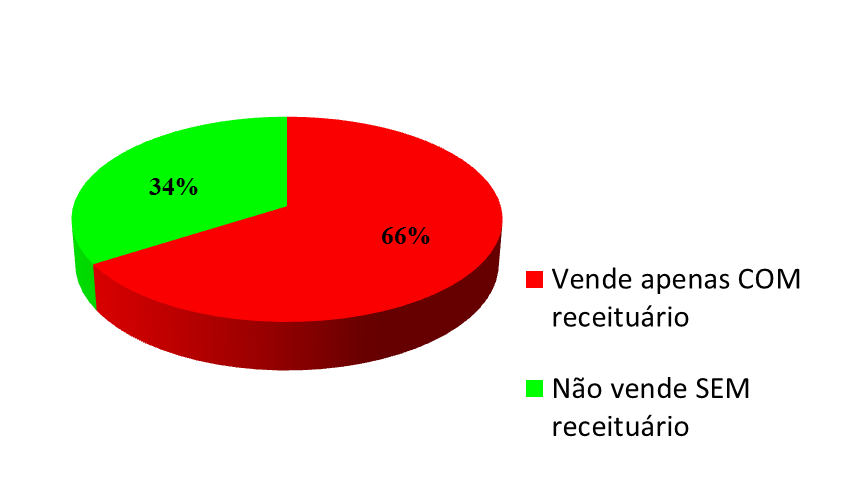 34%
66%
Vende apenas COM
receituário
Não vende SEM
receituário